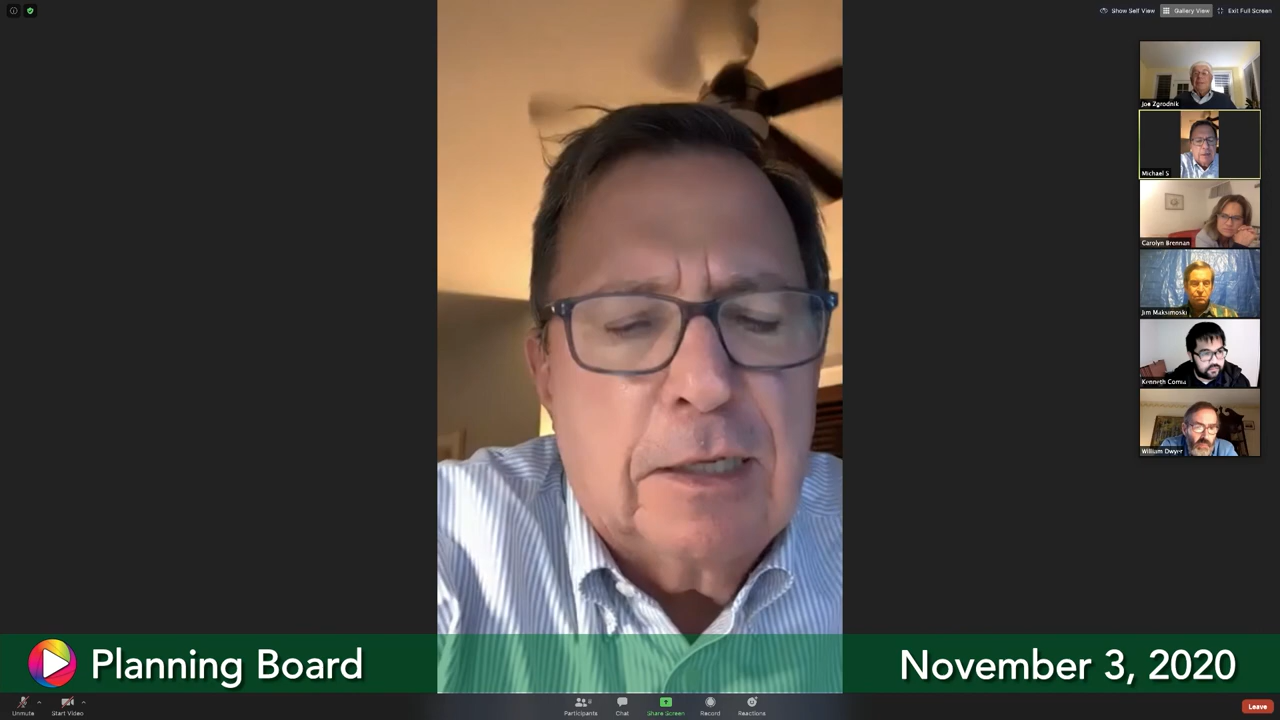 Show Self View
Gallery View
Exit Full Screen
Joe Zgrodnik
Michael S
Carolyn Brennan
Jim Maksimoski
Kenneth Comia
William Dwyer
Planning Board
November 3, 2020
Unmute
Start Video
Participants
Chat
Share Screen
Record
Reactions
Leave